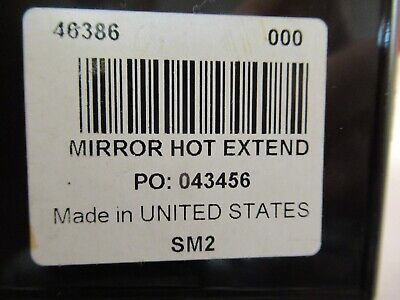 46386 000
MIRROR HOT EXTEND
PO: 043456
Made in UNITED STATES
SM2